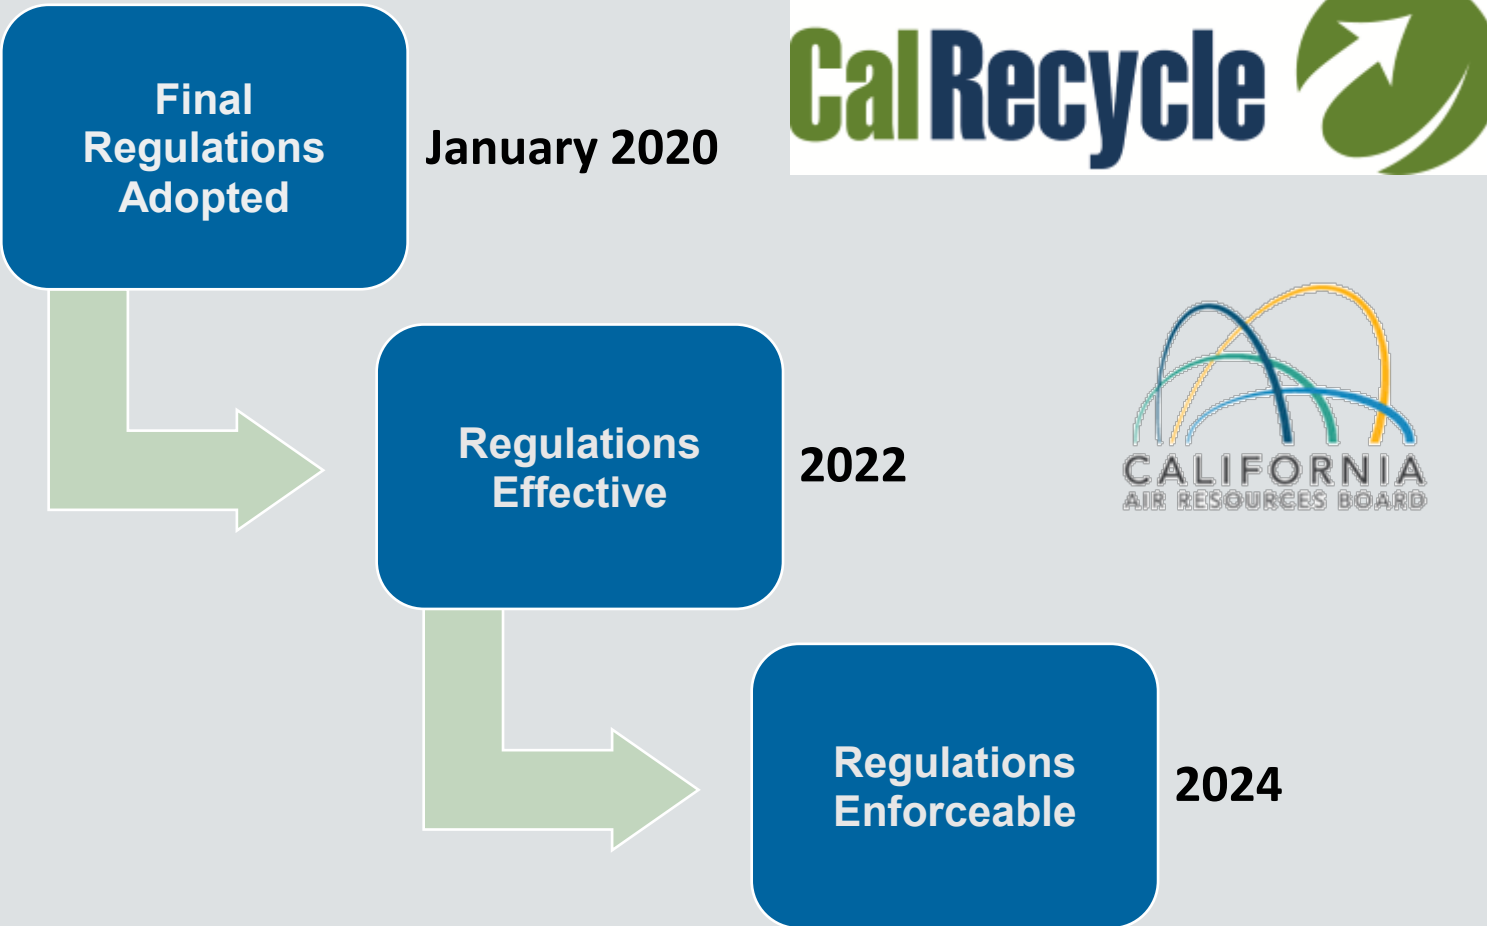 Final
Regulations
Adopted
January 2020
CalRecycle
Regulations
Effective
2022
CALIFORNIA
AIR RESOURCES BOARD
Regulations
Enforceable
2024